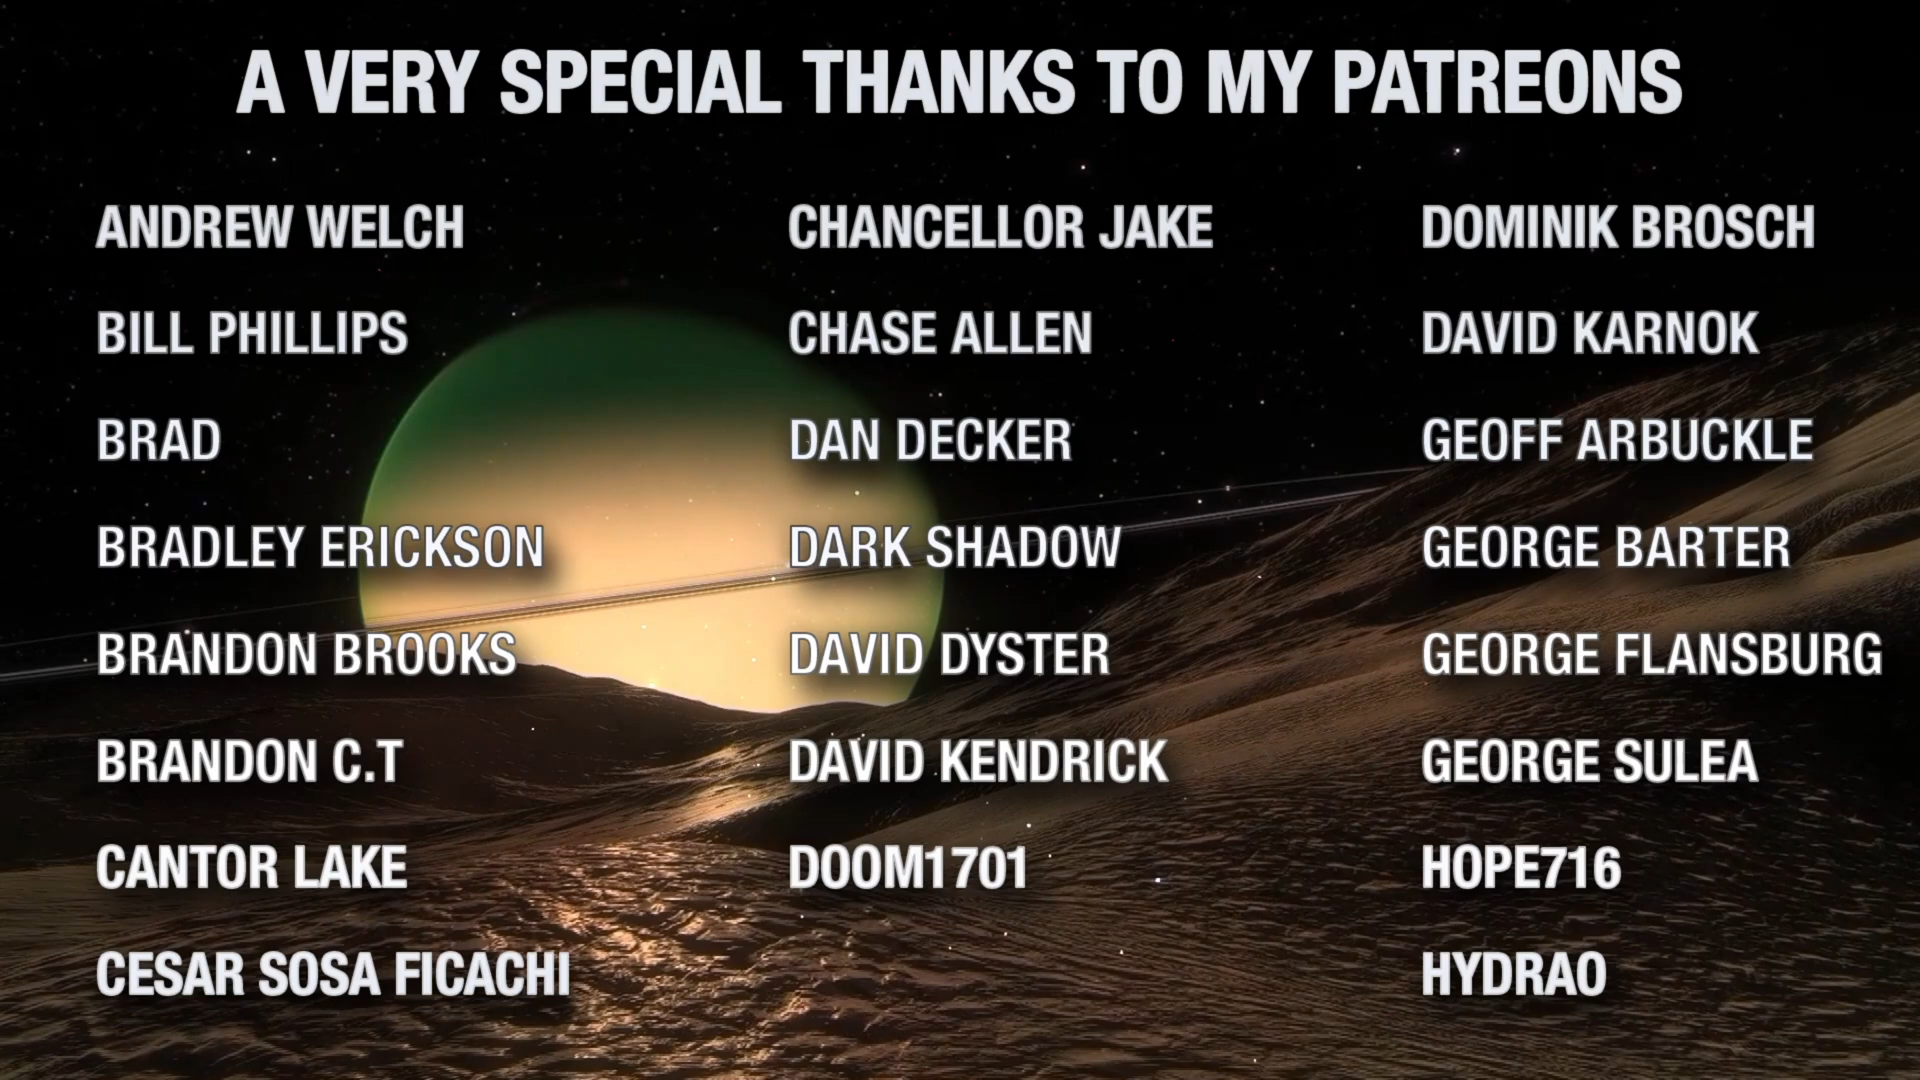 A VERY SPECIAL THANKS TO MY PATREONS
ANDREW WELCH
BILL PHILLIPS
BRAD
BRADLEY ERICKSON
BRANDON BROOKS
BRANDON C.T
CANTOR LAKE
CESAR SOSA FICACHI
CHANCELLOR JAKE
CHASE ALLEN
DAN DECKER
DARK SHADOW
DAVID DYSTER
DAVID KENDRICK
DOOM1701
DOMINIK BROSCH
DAVID KARNOK
GEOFF ARBUCKLE
GEORGE BARTER
GEORGE FLANSBURG
GEORGE SULEA
HOPE716
HYDRAO